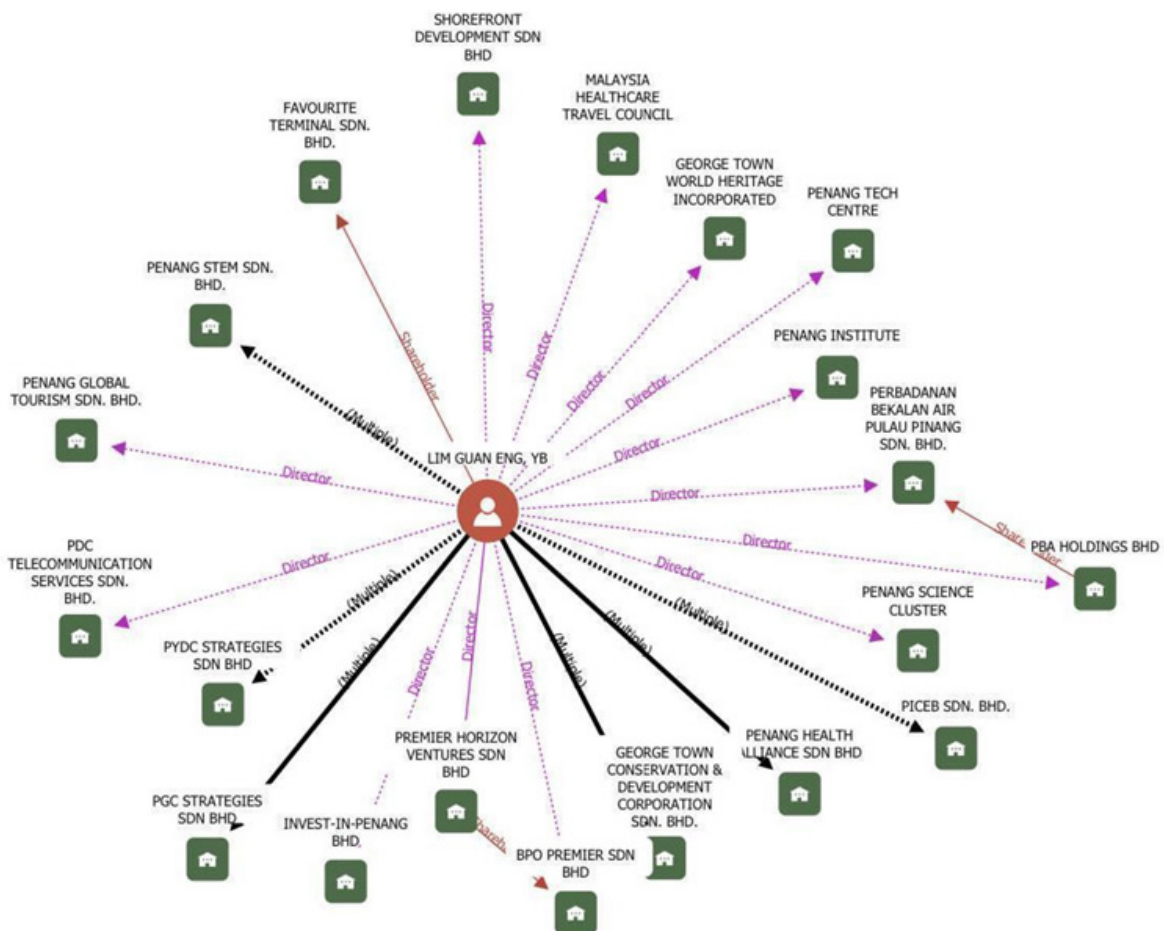 SHOREFRONT
DEVELOPMENT SDN
BHD
MALAYSIA
HEALTHCARE
TRAVEL COUNCIL
FAVOURITE
TERMINAL SDN.
BHD.
GEORGE TOWN
WORLD HERITAGE
INCORPORATED
PENANG TECH
CENTRE
PENANG STEM SDN.
BHD.
PENANG INSTITUTE
PENANG GLOBAL
TOURISM SDN. BHD.
PERBADANAN
BEKALAN AIR
PULAU PINANG
SDN. BHD.
Director
Director
Shareholder
Director
Director
Director
(Multiple)
LIM GUAN ENG, YB
Director
Director
Director
Shareholder
PBA HOLDINGS BHD
PDC
TELECOMMUNICATION
SERVICES SDN.
BHD.
Director
Director
PENANG SCIENCE
CLUSTER
(Multiple)
PYDC STRATEGIES
SDN BHD
(Multiple)
Director
Director
Director
(Multiple)
(Multiple)
(Multiple)
PICEB SDN. BHD.
PREMIER HORIZON
VENTURES SDN
BHD
PENANG HEALTH
ALLIANCE SDN BHD
GEORGE TOWN
CONSERVATION &
DEVELOPMENT
CORPORATION
SDN. BHD.
PGC STRATEGIES
SDN BHD
INVEST-IN-PENANG
BHD.
Shareh
BPO PREMIER SDN
BHD